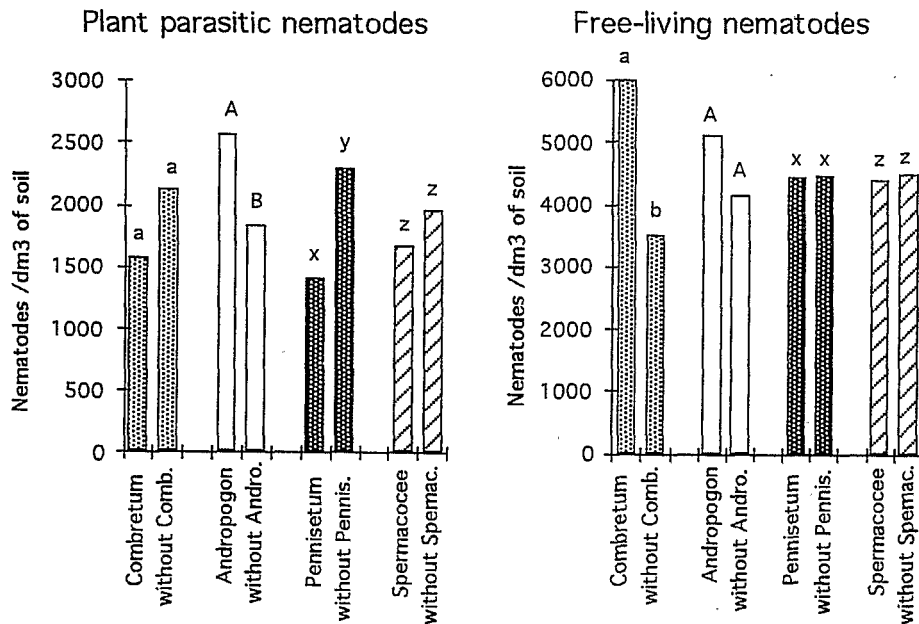 Plant parasitic nematodes
Nematodes /dm3 of soil
3000
2500
2000
1500
1000
500
0
a
a
A
B
x
y
z
z
Combretum
without Comb.
Andropogon
without Andro.
Pennisetum
without Pennis.
Spermacocee
without Spemac.
Free-living nematodes
Nematodes /dm3 of soil
6000
5000
4000
3000
2000
1000
0
a
b
A
A
x
x
z
z
Combretum
without Comb.
Andropogon
without Andro.
Pennisetum
without Pennis.
Spermacocee
without Spemac.